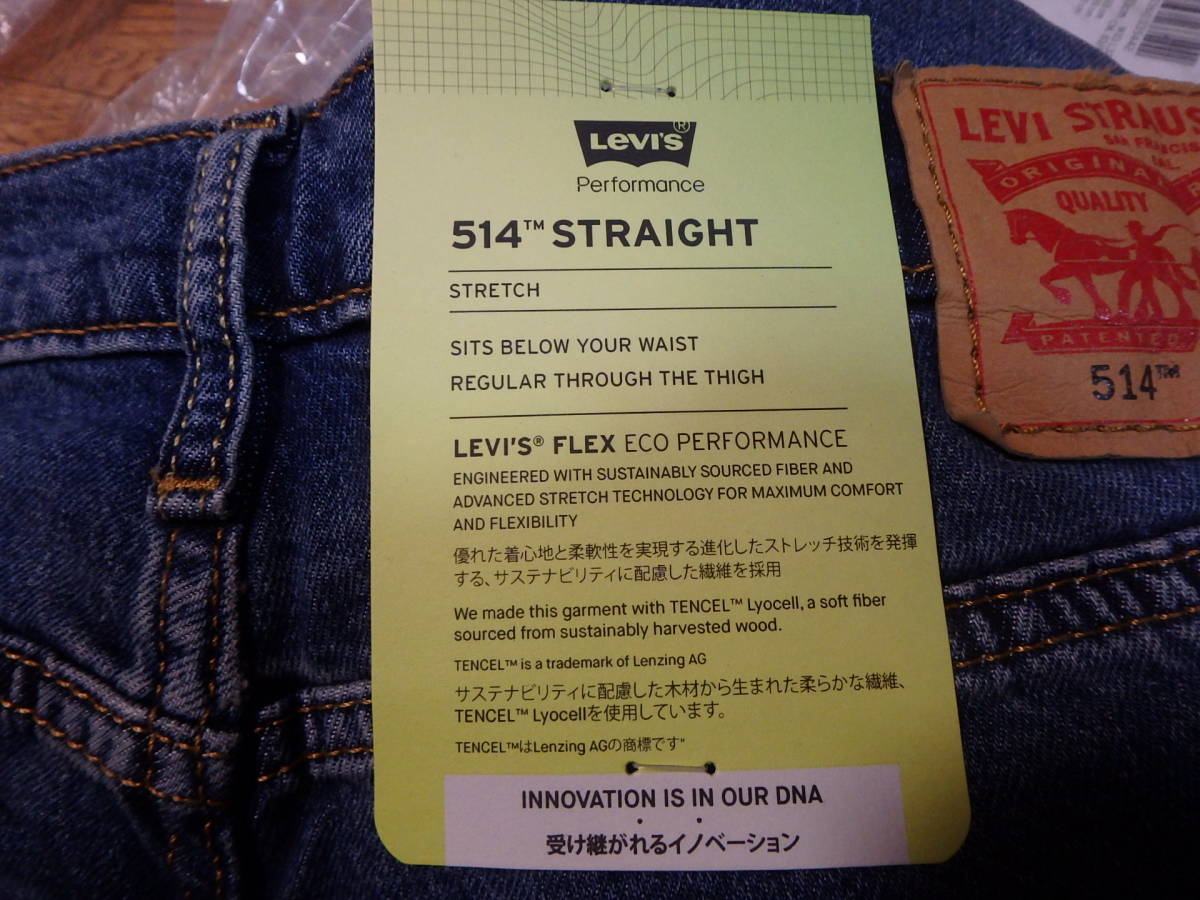 Levi's®
Performance
514™ STRAIGHT
STRETCH
SITS BELOW YOUR WAIST
REGULAR THROUGH THE THIGH
LEVI'S® FLEX ECO PERFORMANCE
ENGINEERED WITH SUSTAINABLY SOURCED FIBER AND
ADVANCED STRETCH TECHNOLOGY FOR MAXIMUM COMFORT
AND FLEXIBILITY
優れた着心地と柔軟性を実現する進化したストレッチ技術を発揮
する、サステナビリティに配慮した繊維を採用
We made this garment with TENCEL™ Lyocell, a soft fiber
sourced from sustainably harvested wood.
TENCEL™ is a trademark of Lenzing AG
サステナビリティに配慮した木材から生まれた柔らかな繊維、
TENCEL™ Lyocellを使用しています。
TENCEL™はLenzing AGの商標です"
INNOVATION IS IN OUR DNA
受け継がれるイノベーション
LEVI STRAUS
SAN FRANCIS
CAL.
ORIGINAL
QUALITY
PATENTED
514